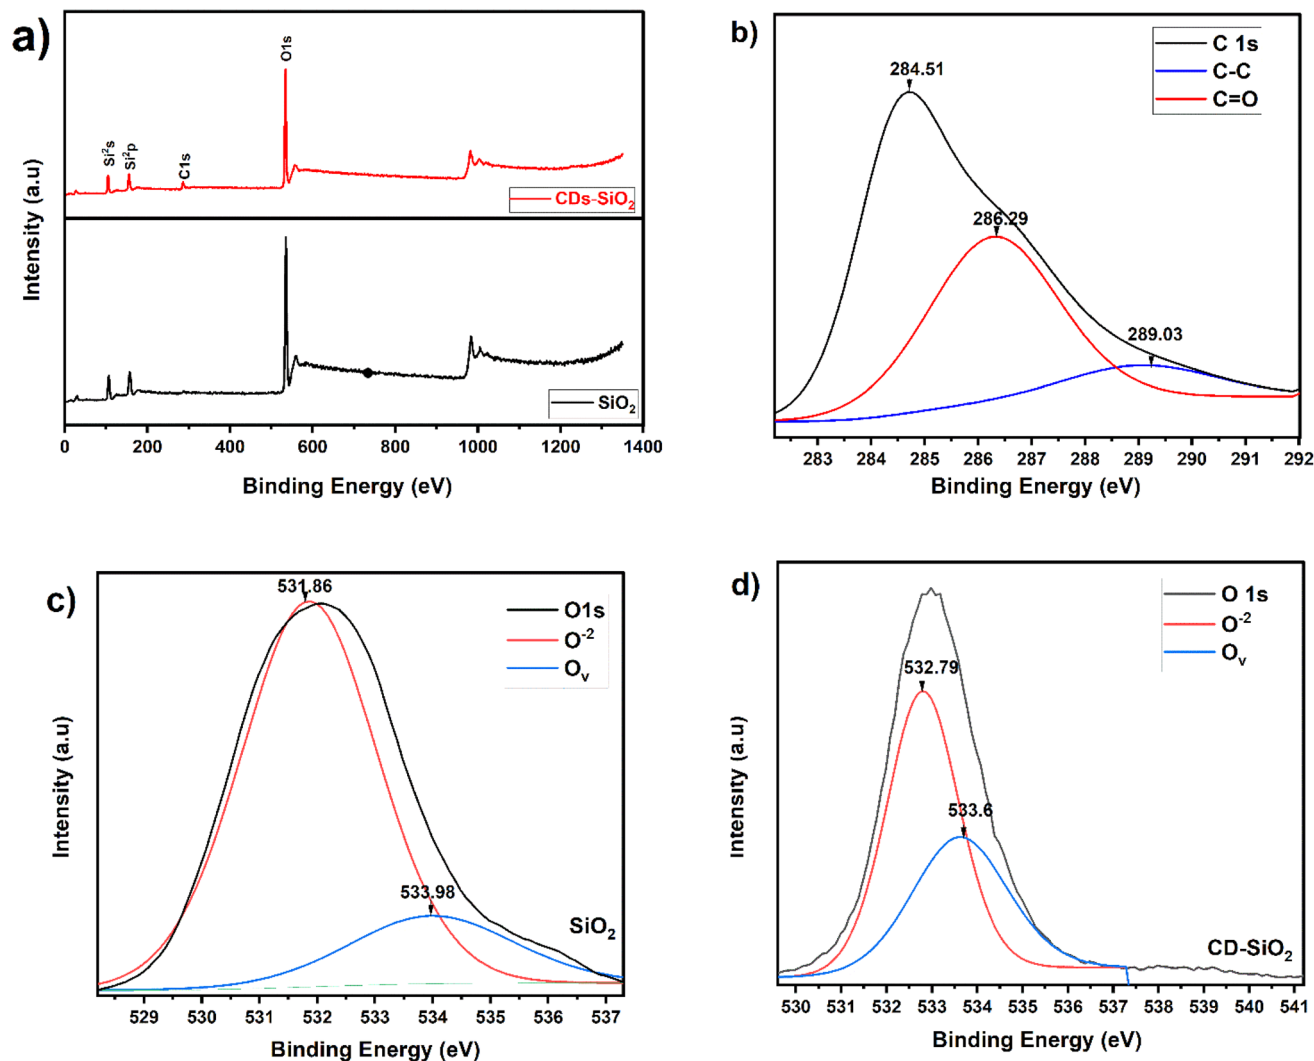 a)
Intensity (a.u)
Si²s
Si²p
C1s
O1s
CDs-SiO₂
SiO₂
0 200 400 600 800 1000 1200 1400
Binding Energy (eV)
b)
Intensity (a.u)
C 1s
C-C
C=O
284.51
286.29
289.03
283 284 285 286 287 288 289 290 291 292
Binding Energy (eV)
c)
Intensity (a.u)
O1s
O⁻²
Oᵥ
531.86
533.98
SiO₂
529 530 531 532 533 534 535 536 537
Binding Energy (eV)
d)
Intensity (a.u)
O 1s
O⁻²
Oᵥ
532.79
533.6
CD-SiO₂
530 531 532 533 534 535 536 537 538 539 540 541
Binding Energy (eV)